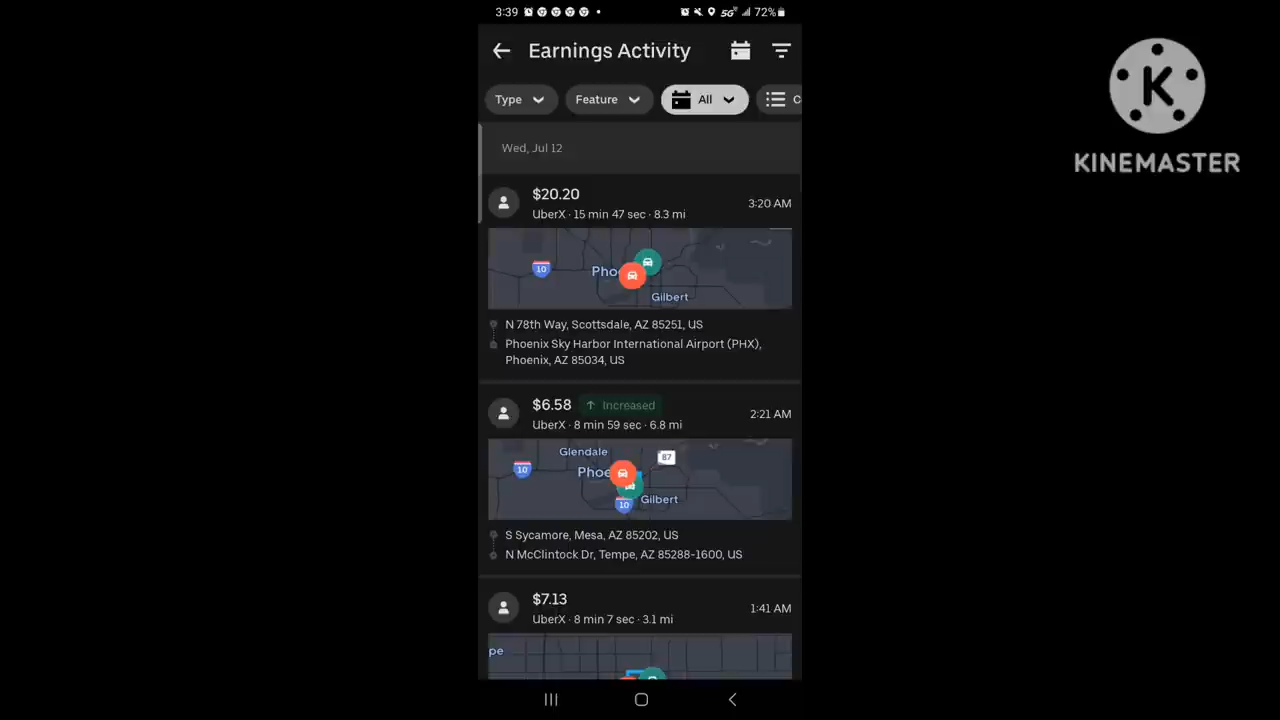 3:39
5G
72%
Earnings Activity
Type
Feature
All
C
Wed, Jul 12
$20.20
UberX · 15 min 47 sec · 8.3 mi
3:20 AM
10
Pho
Gilbert
N 78th Way, Scottsdale, AZ 85251, US
Phoenix Sky Harbor International Airport (PHX),
Phoenix, AZ 85034, US
$6.58
↑ Increased
UberX · 8 min 59 sec · 6.8 mi
2:21 AM
Glendale
87
10
Phoe
Gilbert
10
S Sycamore, Mesa, AZ 85202, US
N McClintock Dr, Tempe, AZ 85288-1600, US
$7.13
UberX · 8 min 7 sec · 3.1 mi
1:41 AM
pe
K
KINEMASTER